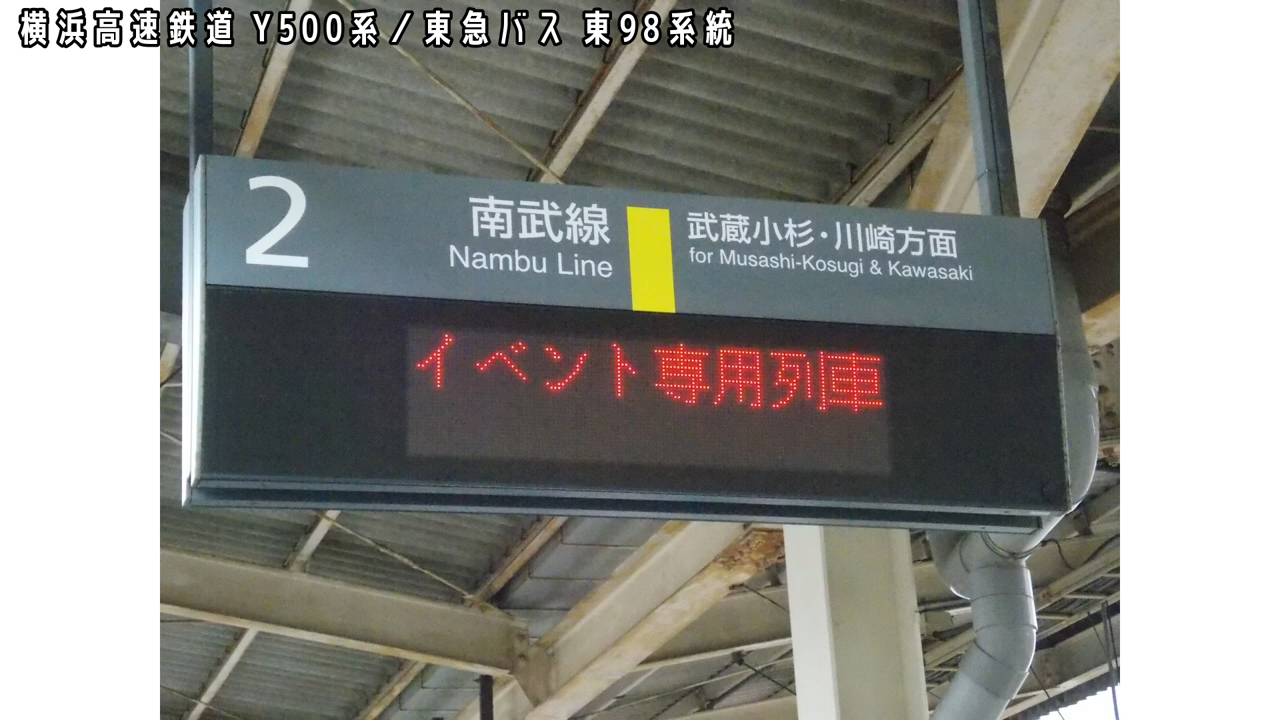 横浜高速鉄道 Y500系／東急バス 東98系統
2
南武線
Nambu Line
武蔵小杉・川崎方面
for Musashi-Kosugi & Kawasaki
イベント専用列車